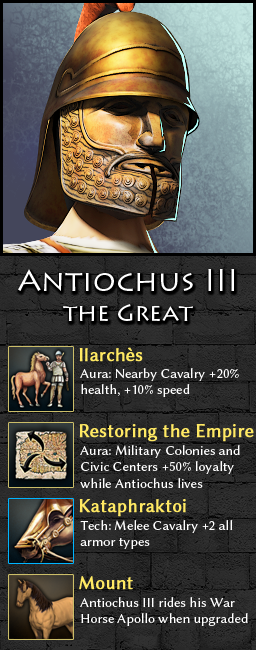 Antiochus III
the Great
Ilarchès
Aura: Nearby Cavalry +20%
health, +10% speed
Restoring the Empire
Aura: Military Colonies and
Civic Centers +50% loyalty
while Antiochus lives
Kataphraktoi
Tech: Melee Cavalry +2 all
armor types
Mount
Antiochus III rides his War
Horse Apollo when upgraded